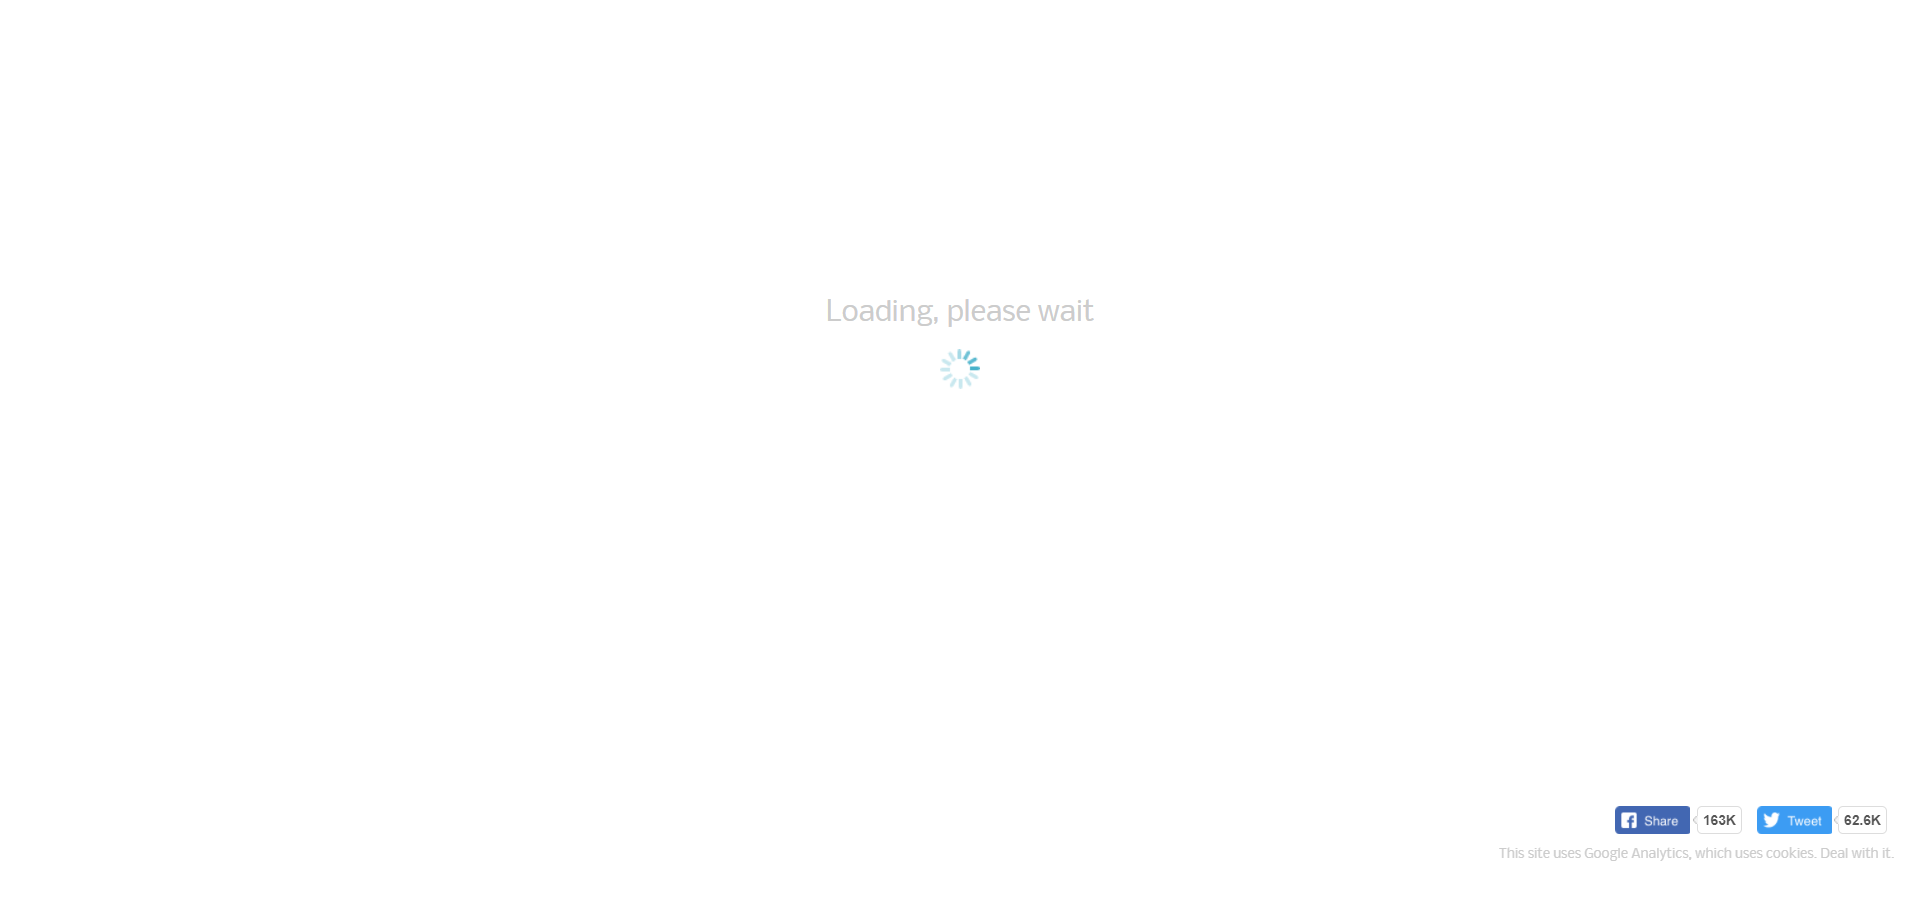 Loading, please wait
Share 163K Tweet 62.6K
This site uses Google Analytics, which uses cookies. Deal with it.